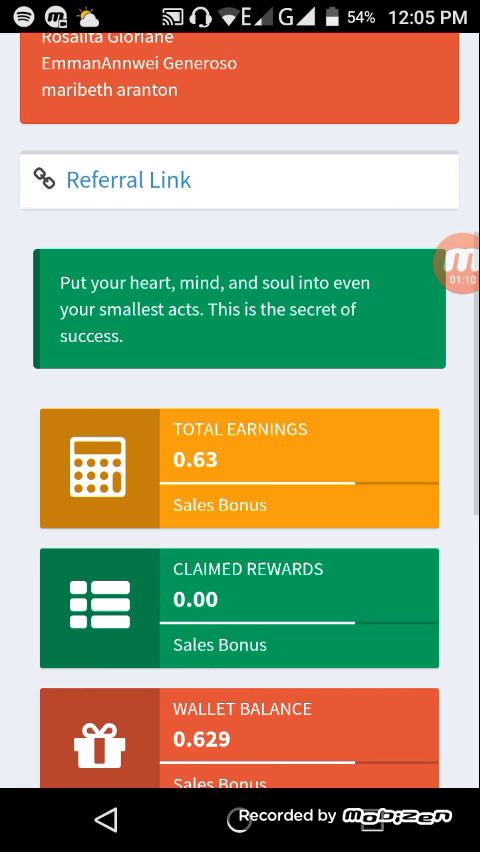 E G 54% 12:05 PM
Rosalita Gloriane
EmmanAnnwei Generoso
maribeth aranton
Referral Link
01:10
Put your heart, mind, and soul into even
your smallest acts. This is the secret of
success.
TOTAL EARNINGS
0.63
Sales Bonus
CLAIMED REWARDS
0.00
Sales Bonus
WALLET BALANCE
0.629
Sales Bonus
Recorded by Mobizen